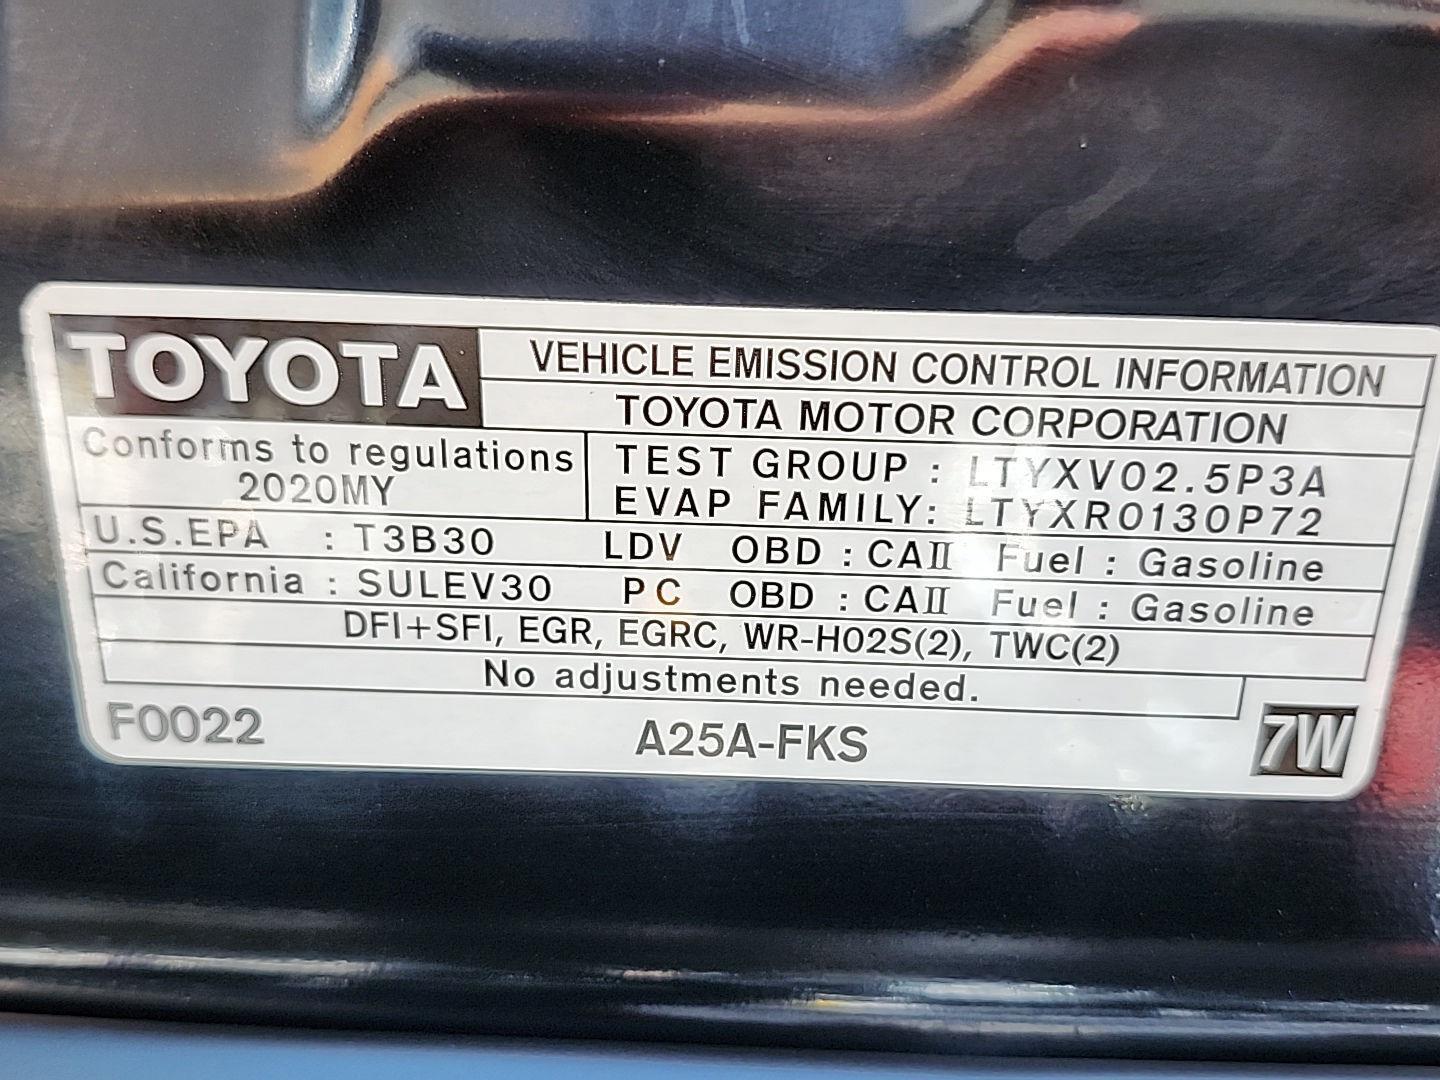 TOYOTA
VEHICLE EMISSION CONTROL INFORMATION
TOYOTA MOTOR CORPORATION
Conforms to regulations
2020MY
TEST GROUP : LTYXV02.5P3A
EVAP FAMILY: LTYXR0130P72
U.S.EPA : T3B30 LDV OBD : CAⅡ Fuel : Gasoline
California : SULEV30 PC OBD : CAⅡ Fuel : Gasoline
DFI+SFI, EGR, EGRC, WR-HO2S(2), TWC(2)
No adjustments needed.
F0022 A25A-FKS 7W